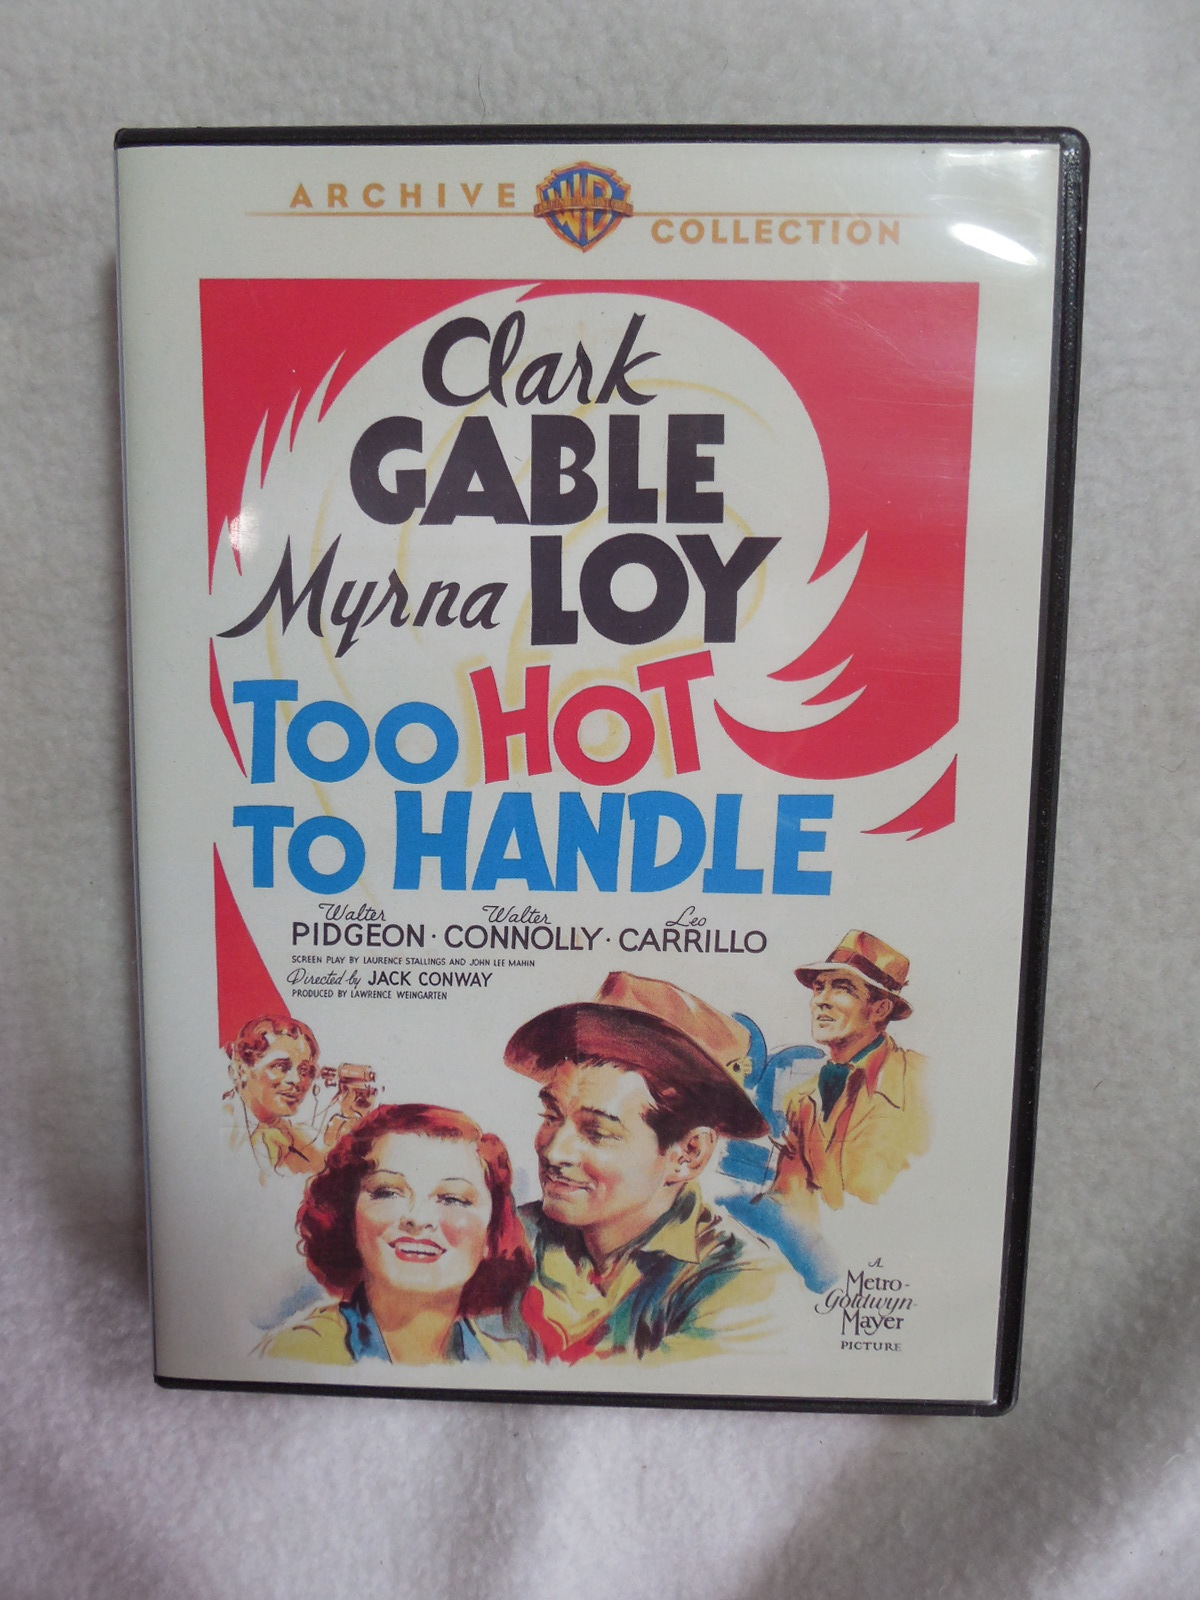 ARCHIVE WB COLLECTION
Clark
GABLE
Myrna LOY
TOO HOT
TO HANDLE
Walter Walter Leo
PIDGEON · CONNOLLY · CARRILLO
SCREEN PLAY BY LAURENCE STALLINGS AND JOHN LEE MAHIN
Directed by JACK CONWAY
PRODUCED BY LAWRENCE WEINGARTEN
A
Metro-
Goldwyn-
Mayer
PICTURE